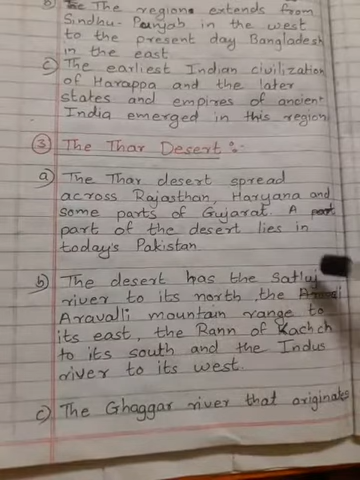 b) The region extends from
Sindhu-Punjab in the west
to the present day Bangladesh
in the east
c) The earliest Indian civilization
of Harappa and the later
states and empires of ancient
India emerged in this region
③ The Thar Desert :-
a) The Thar desert spread
across Rajasthan, Haryana and
some parts of Gujarat. A
part of the desert lies in
today's Pakistan
b) The desert has the Satluj
river to its north, the
Aravalli mountain range to
its east, the Rann of Kachch
to its south and the Indus
river to its west.
c) The Ghaggar river that originates